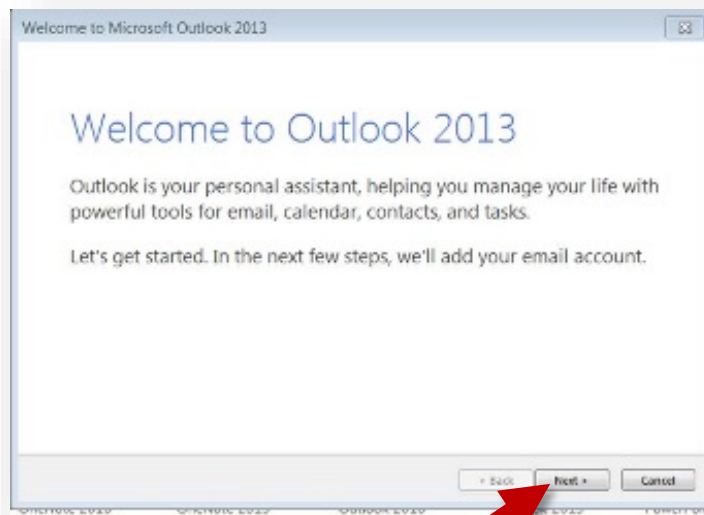 Welcome to Microsoft Outlook 2013
Welcome to Outlook 2013
Outlook is your personal assistant, helping you manage your life with
powerful tools for email, calendar, contacts, and tasks.
Let's get started. In the next few steps, we'll add your email account.
< Back Next > Cancel